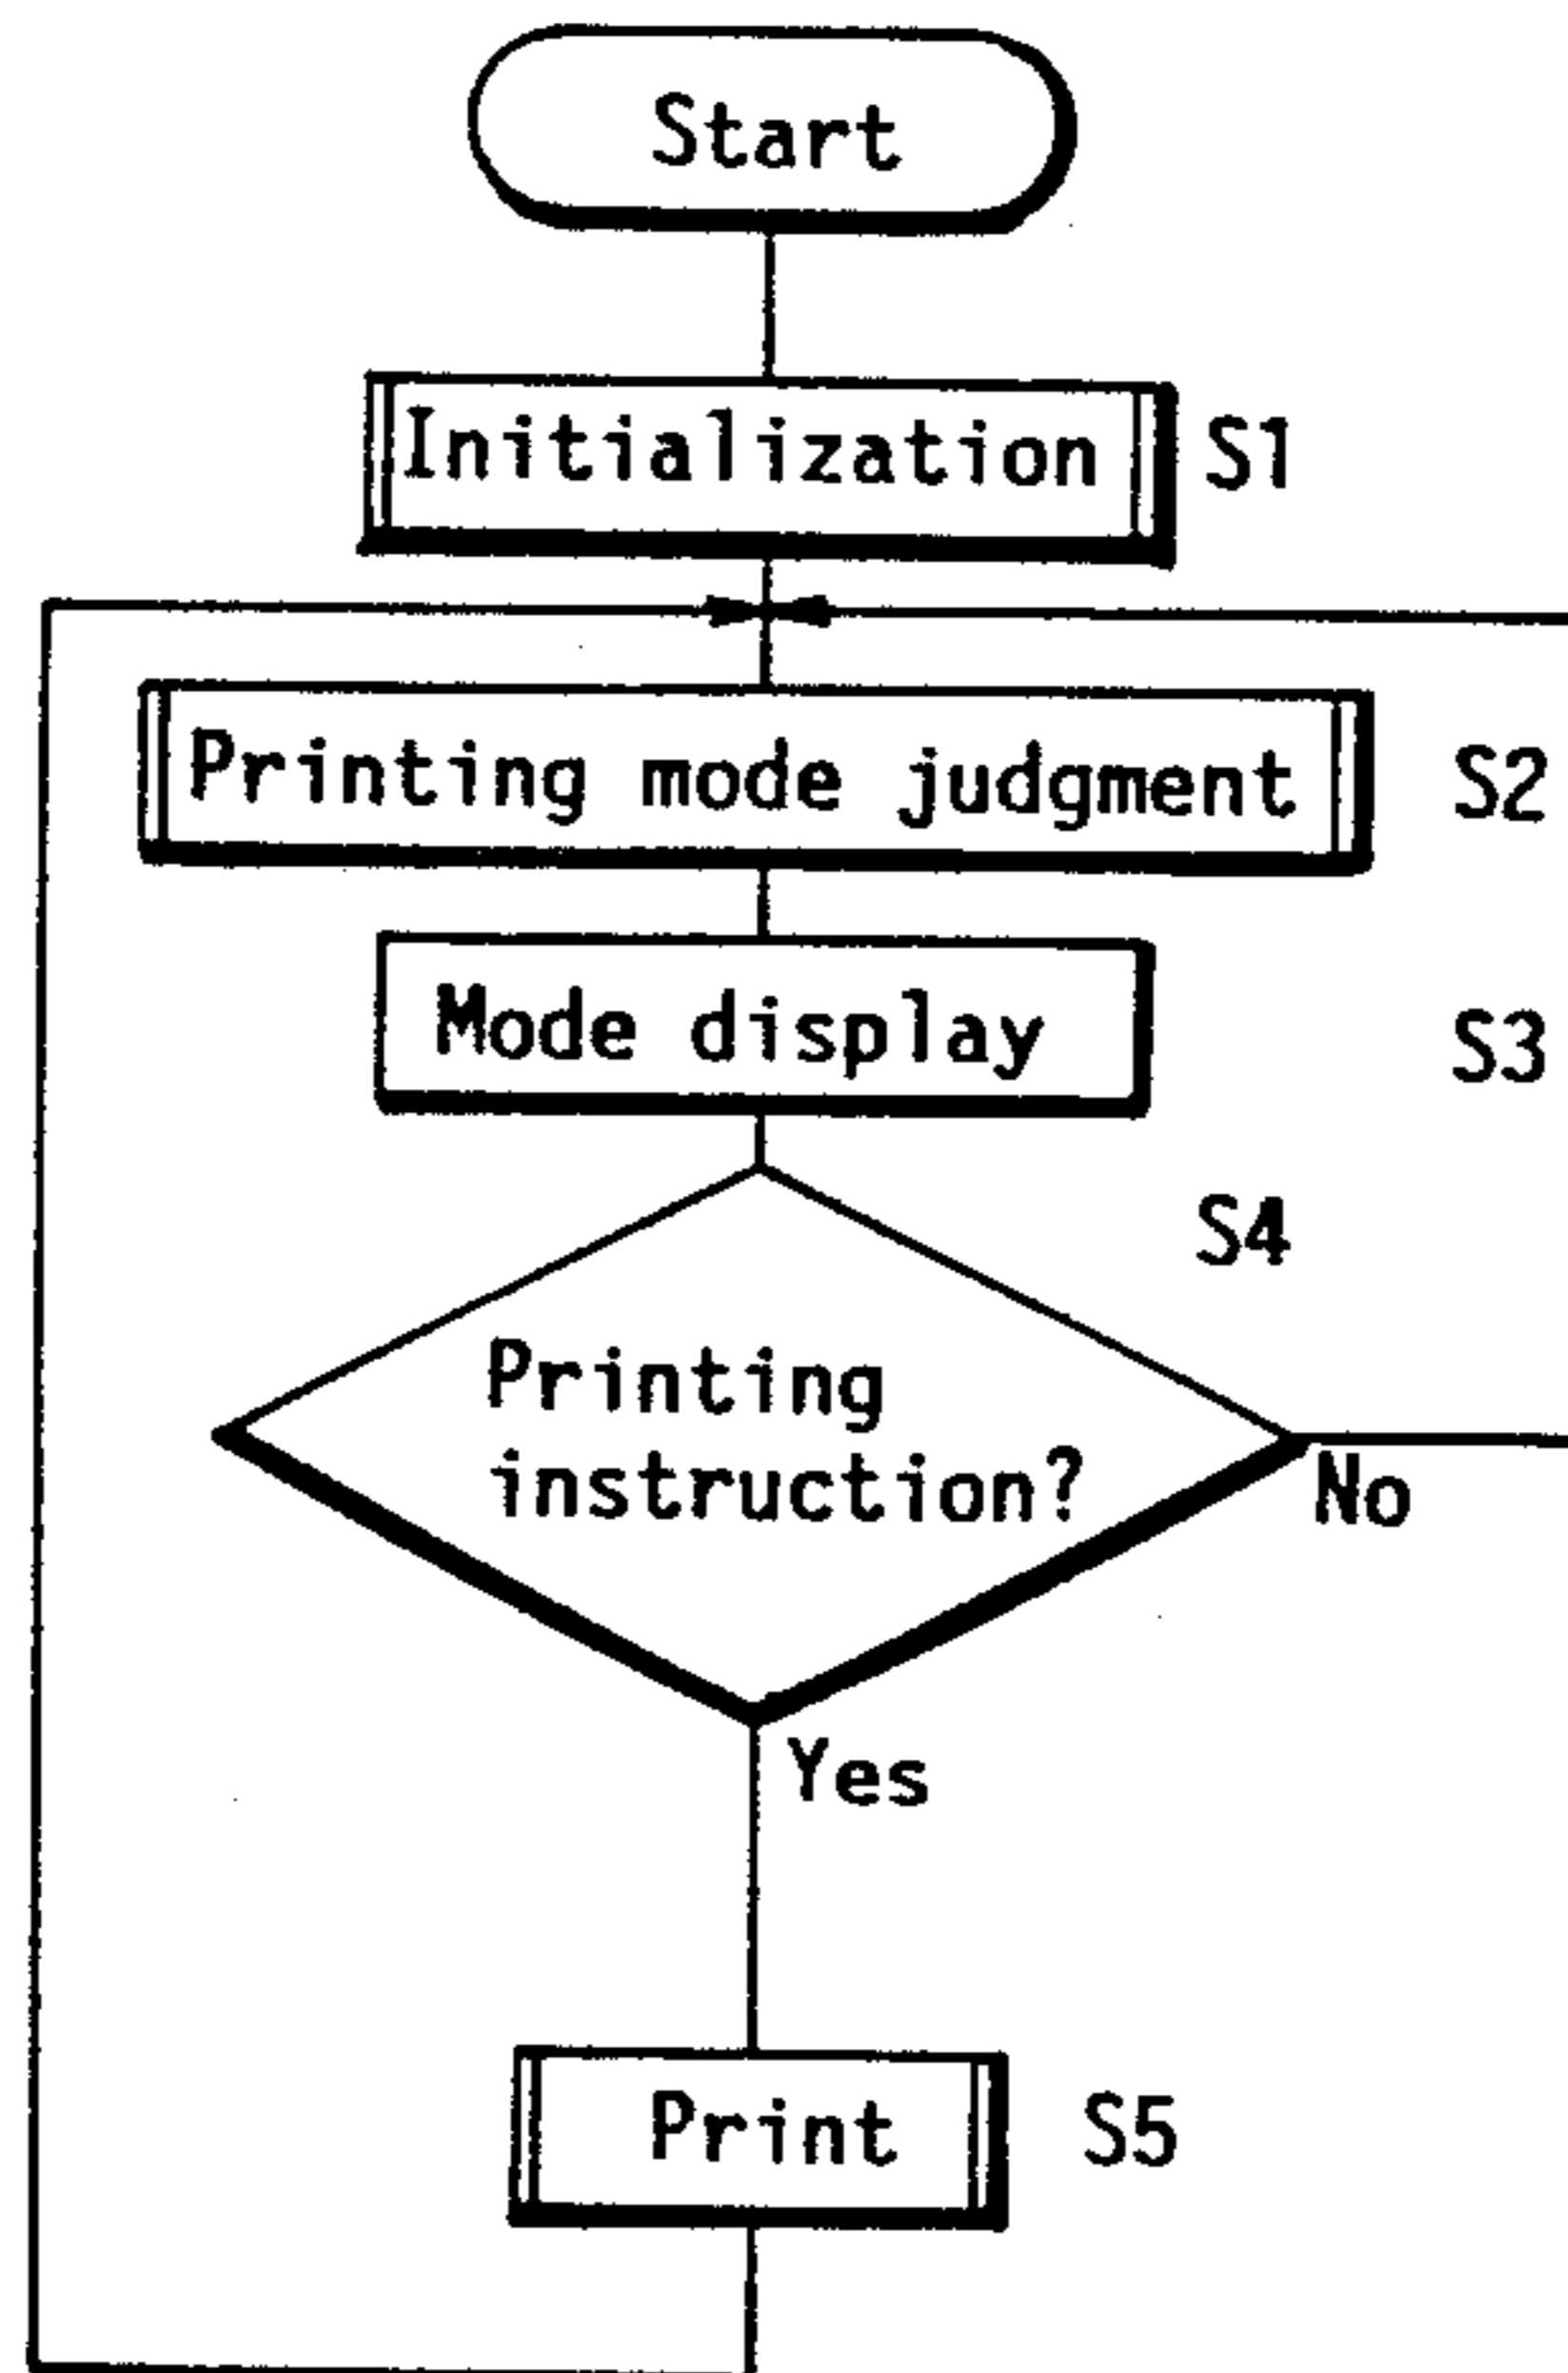 Start
Initialization S1
Printing mode judgment S2
Mode display S3
S4
Printing
instruction?
No
Yes
Print S5